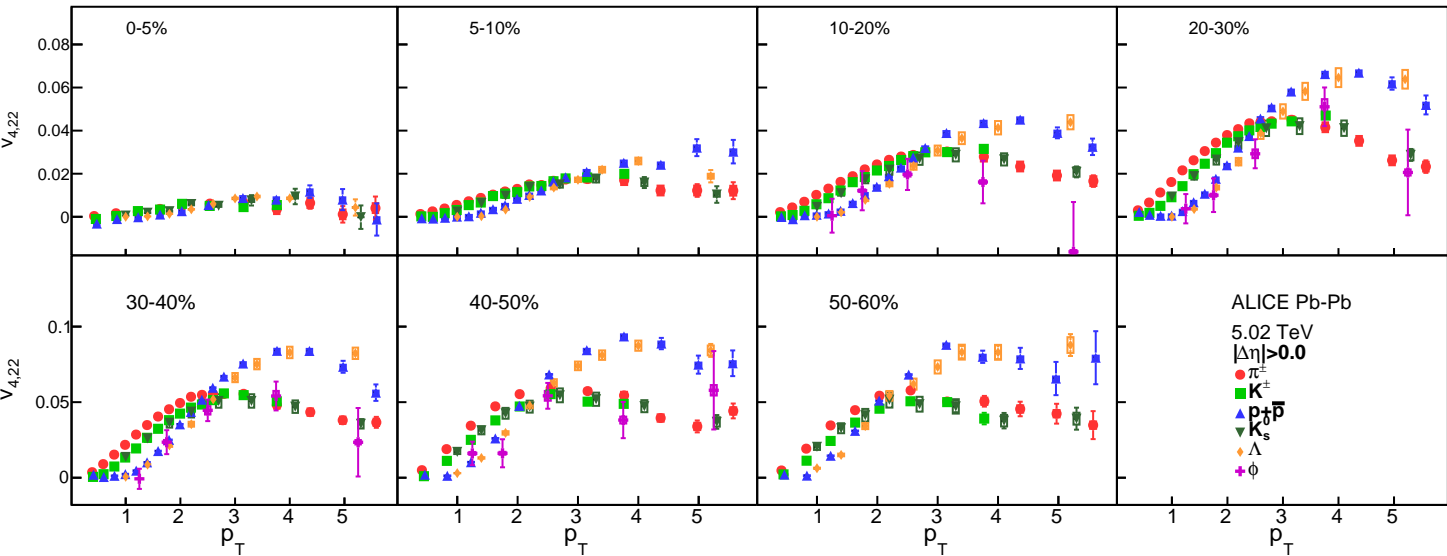 0-5%
5-10%
10-20%
20-30%
v4,22
0.08
0.06
0.04
0.02
0
30-40%
40-50%
50-60%
ALICE Pb-Pb
5.02 TeV
|Δη|>0.0
π±
K±
p+p̅
K0s
Λ
ϕ
v4,22
0.1
0.05
0
1 2 3 4 5
1 2 3 4 5
1 2 3 4 5
1 2 3 4 5
pT
pT
pT
pT